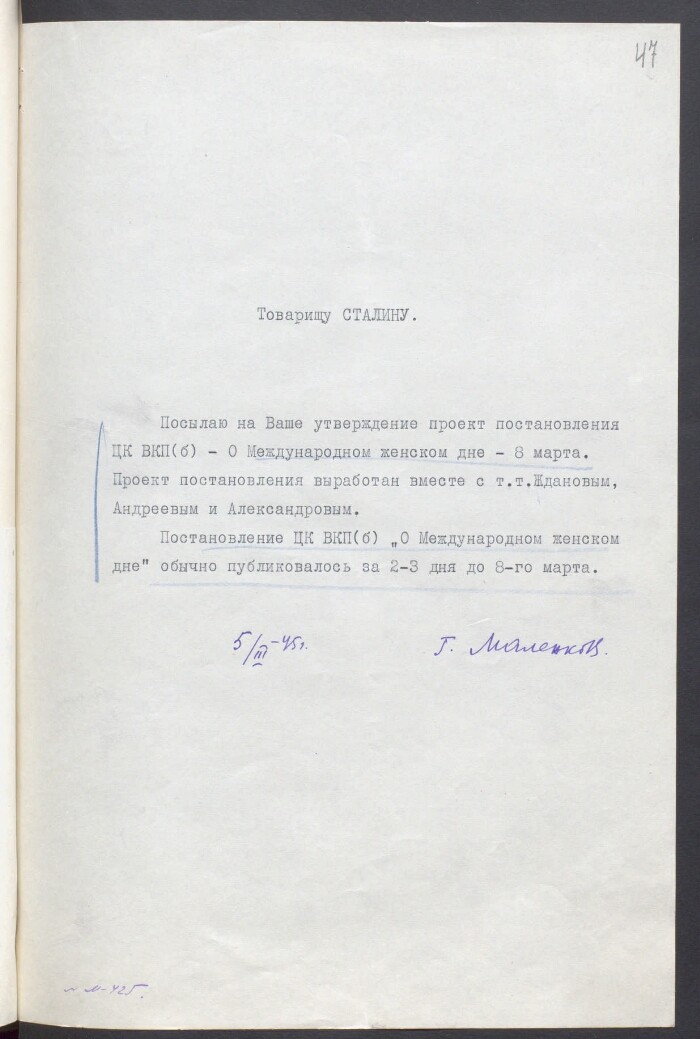 47
Товарищу СТАЛИНУ.
Посылаю на Ваше утверждение проект постановления
ЦК ВКП(б) - О Международном женском дне - 8 марта.
Проект постановления выработан вместе с т.т.Ждановым,
Андреевым и Александровым.
Постановление ЦК ВКП(б) „О Международном женском
дне" обычно публиковалось за 2-3 дня до 8-го марта.
5/III-45г. Г. Маленков.
М-425.